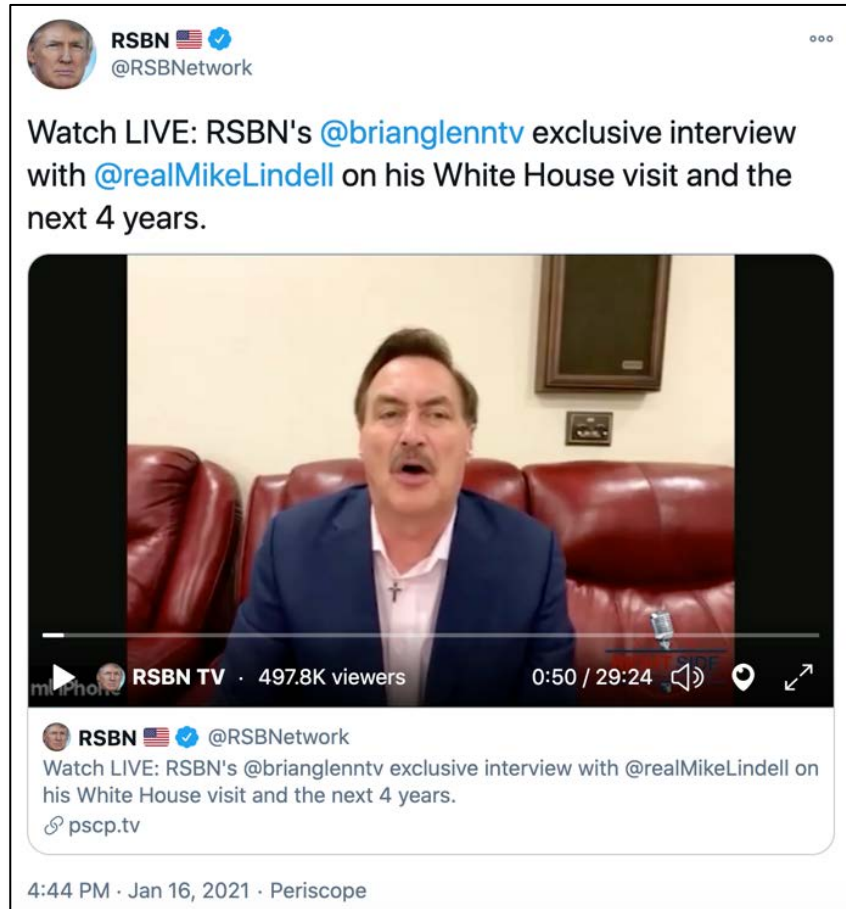 RSBN
@RSBNetwork
Watch LIVE: RSBN's @brianglenntv exclusive interview
with @realMikeLindell on his White House visit and the
next 4 years.
RSBN TV · 497.8K viewers
0:50 / 29:24
RSBN @RSBNetwork
Watch LIVE: RSBN's @brianglenntv exclusive interview with @realMikeLindell on
his White House visit and the next 4 years.
pscp.tv
4:44 PM · Jan 16, 2021 · Periscope